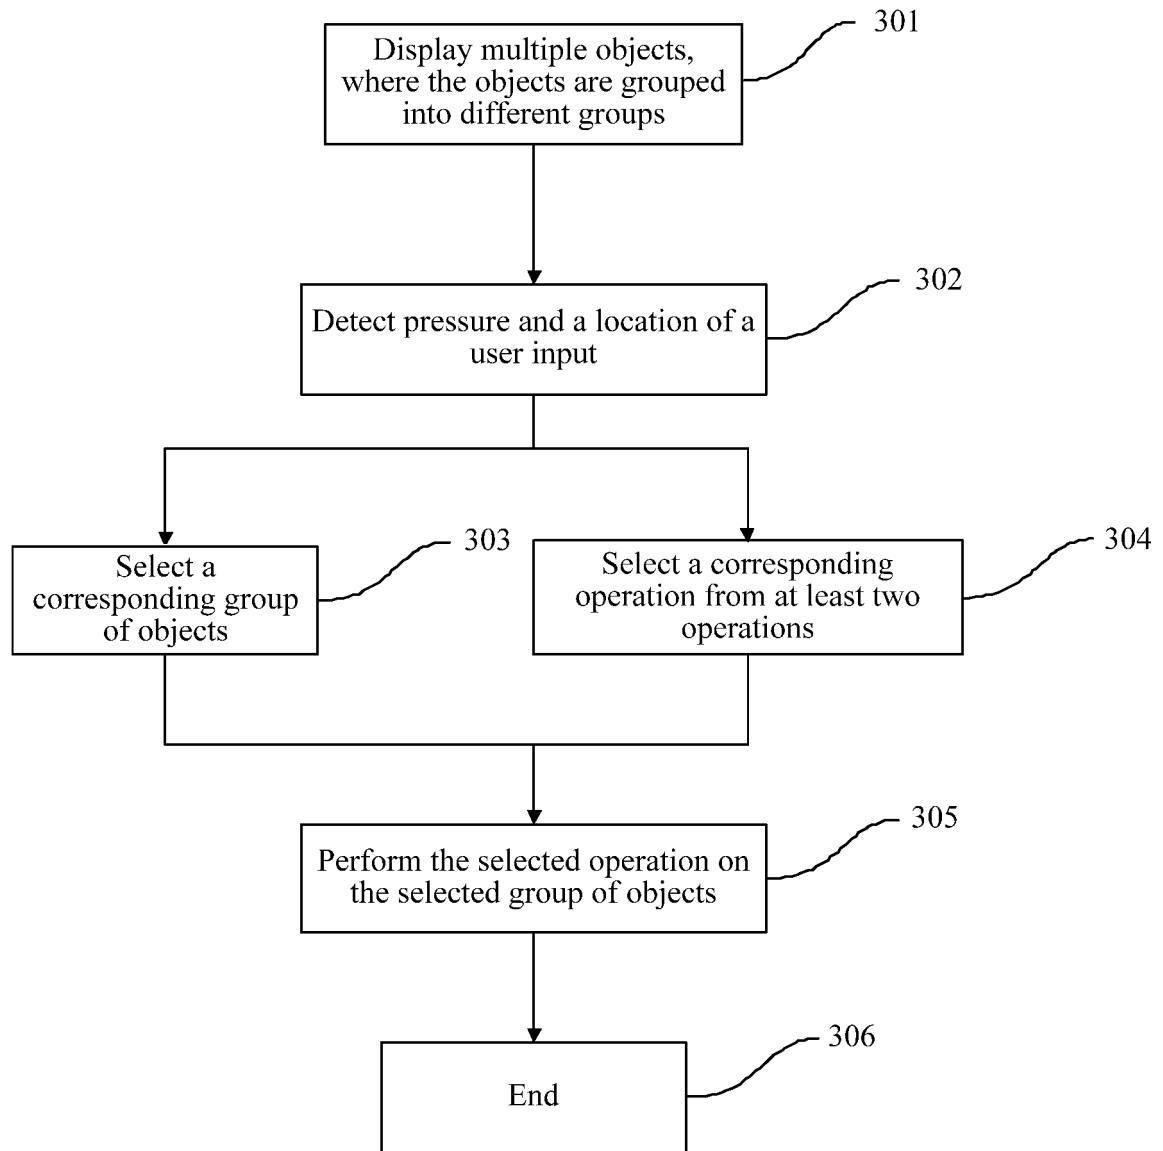 301
Display multiple objects,
where the objects are grouped
into different groups
302
Detect pressure and a location of a
user input
303
Select a
corresponding group
of objects
304
Select a corresponding
operation from at least two
operations
305
Perform the selected operation on
the selected group of objects
306
End